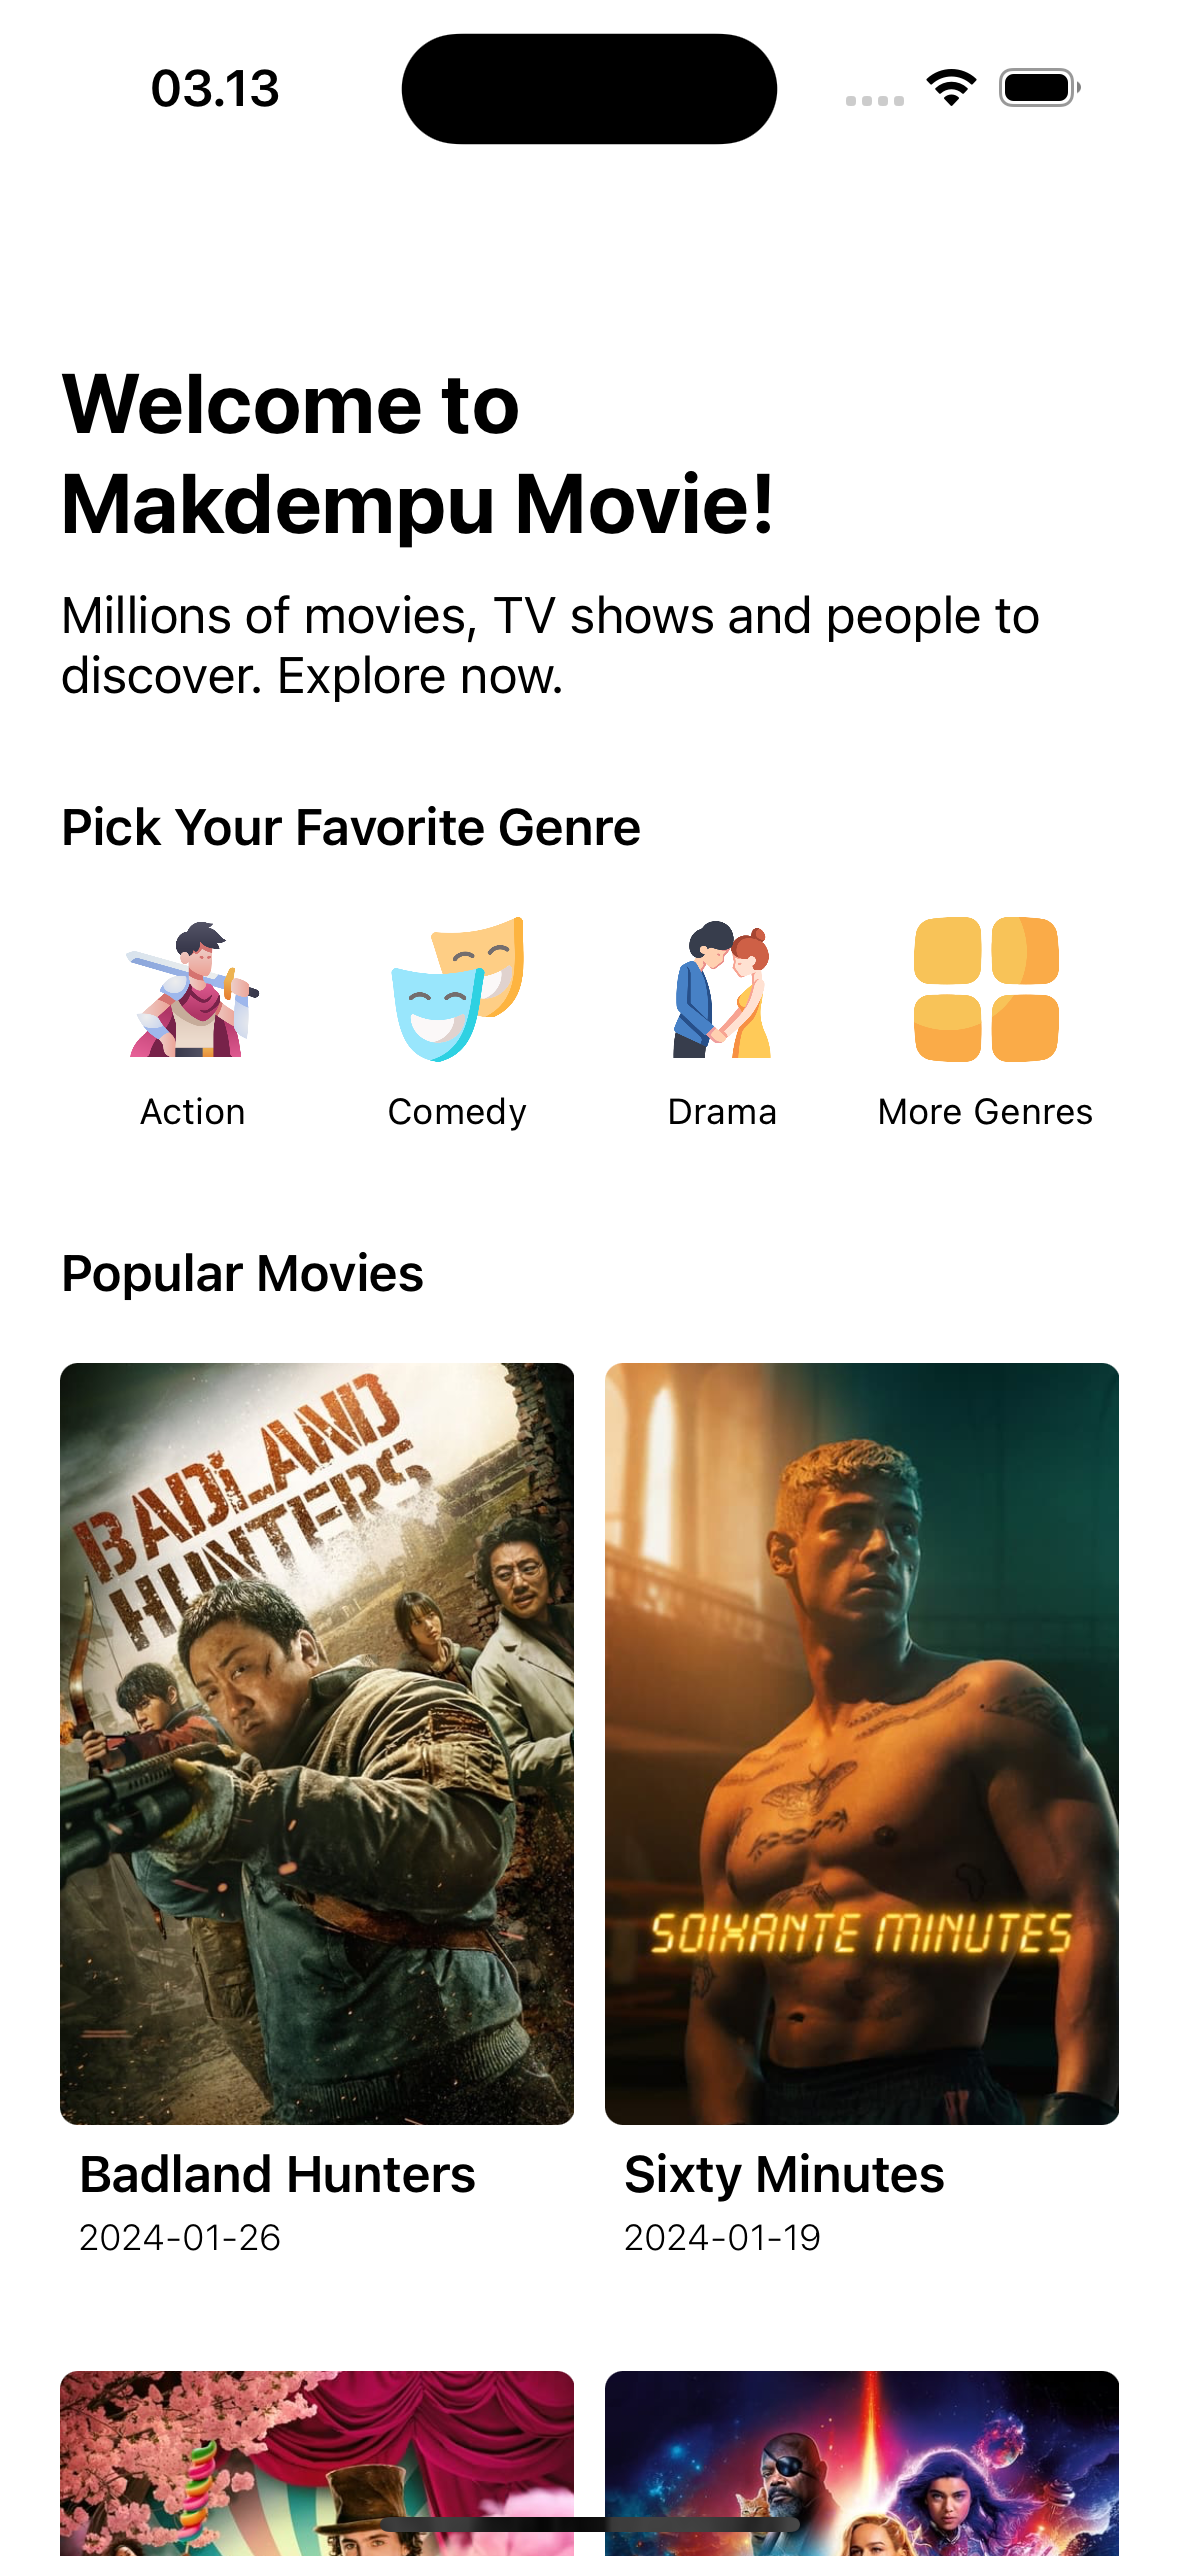 03.13
Welcome to
Makdempu Movie!
Millions of movies, TV shows and people to
discover. Explore now.
Pick Your Favorite Genre
Action
Comedy
Drama
More Genres
Popular Movies
BADLAND
HUNTERS
SOIXANTE MINUTES
Badland Hunters
2024-01-26
Sixty Minutes
2024-01-19